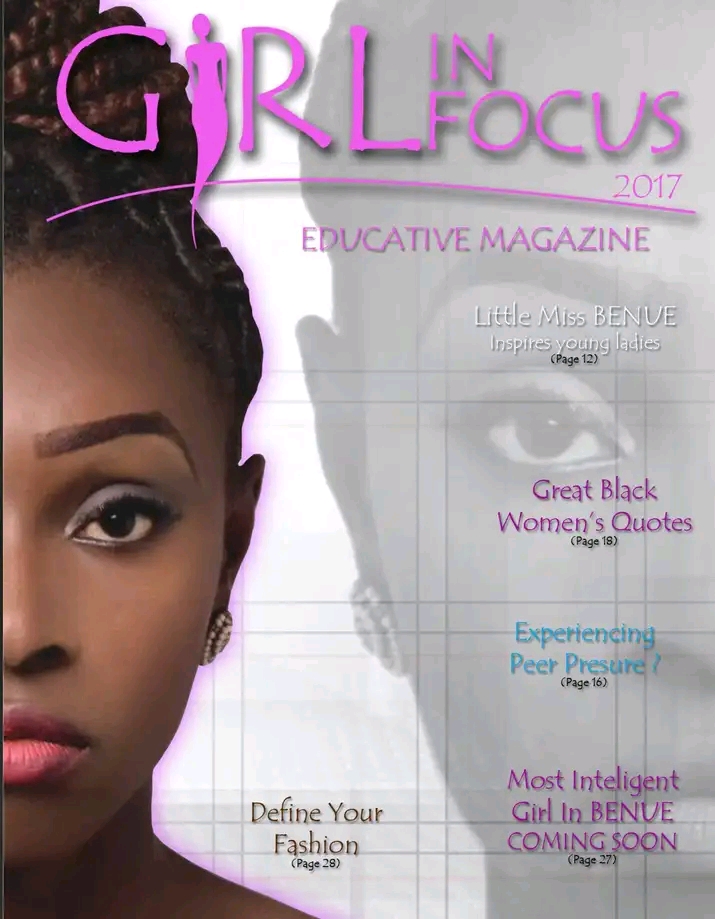 GIRL IN FOCUS
2017
EDUCATIVE MAGAZINE
Little Miss BENUE
Inspires young ladies
(Page 12)
Great Black
Women's Quotes
(Page 18)
Experiencing
Peer Presure ?
(Page 16)
Most Inteligent
Girl In BENUE
COMING SOON
(Page 27)
Define Your
Fashion
(Page 28)